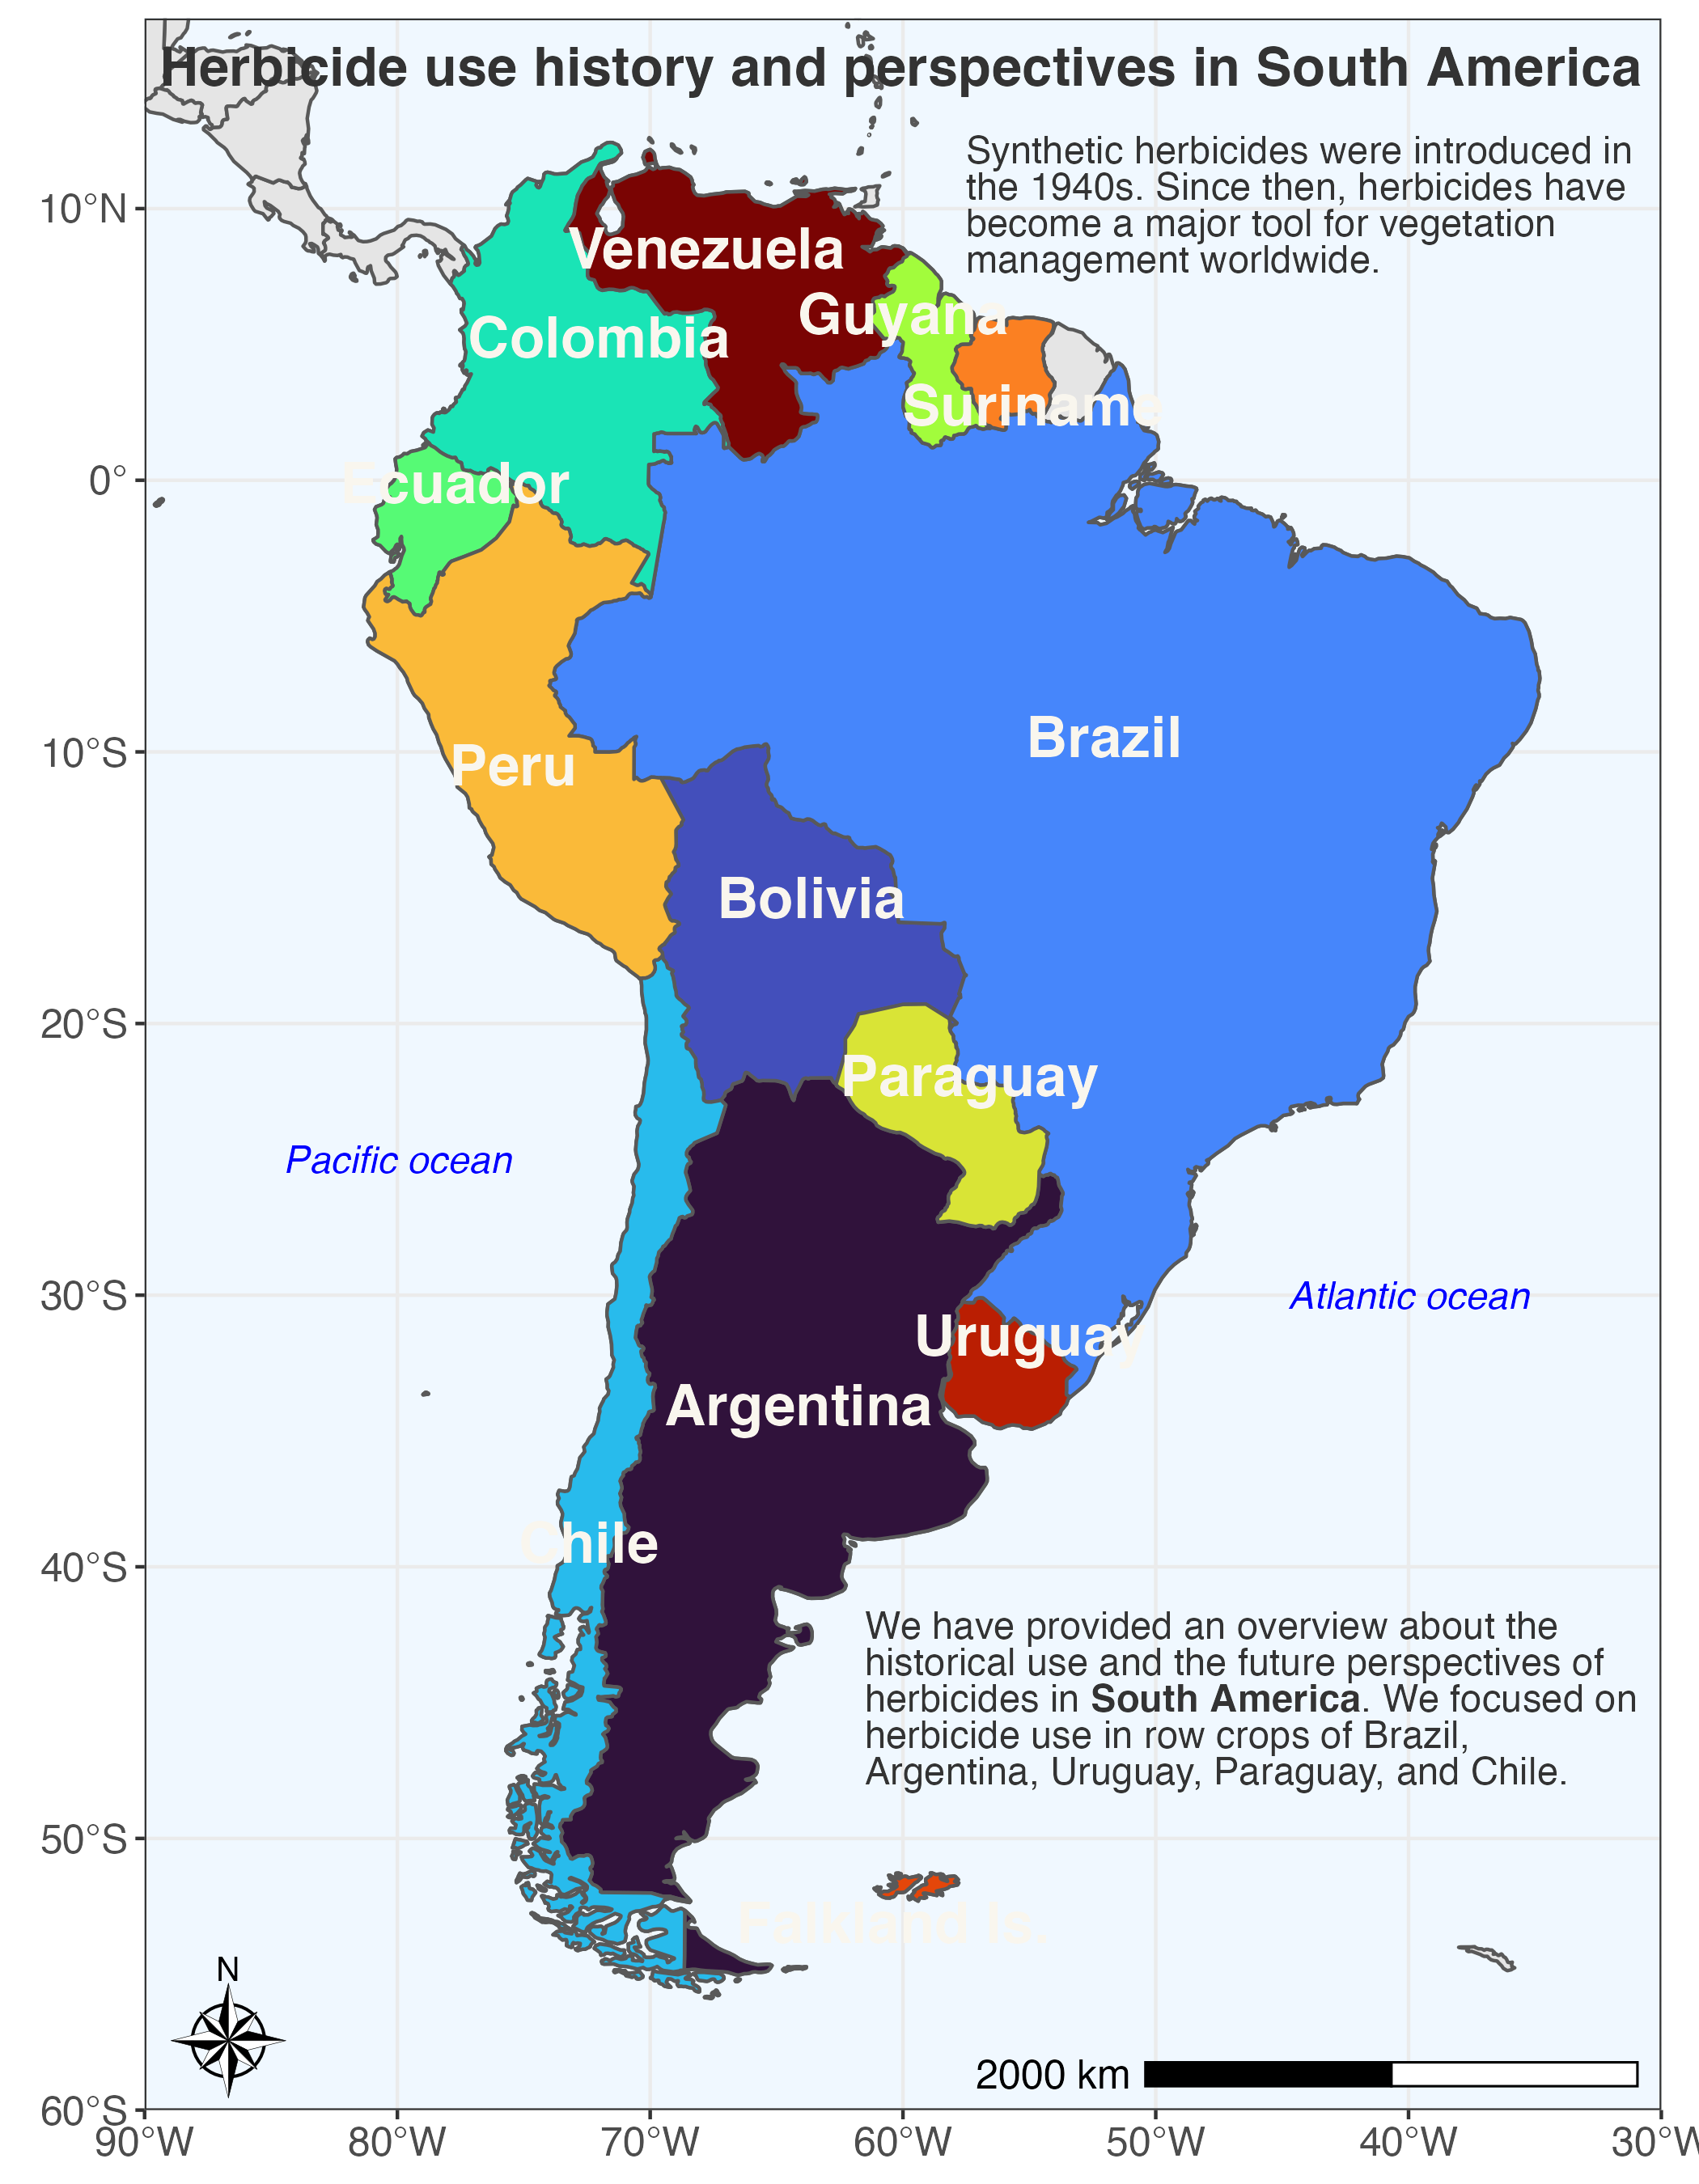 Herbicide use history and perspectives in South America
Synthetic herbicides were introduced in
the 1940s. Since then, herbicides have
become a major tool for vegetation
management worldwide.
10°N
Venezuela
Guyana
Colombia
Suriname
Ecuador
0°
Brazil
10°S
Peru
Bolivia
20°S
Paraguay
Pacific ocean
30°S
Atlantic ocean
Uruguay
Argentina
Chile
40°S
We have provided an overview about the
historical use and the future perspectives of
herbicides in South America. We focused on
herbicide use in row crops of Brazil,
Argentina, Uruguay, Paraguay, and Chile.
50°S
Falkland Is.
N
2000 km
60°S
90°W 80°W 70°W 60°W 50°W 40°W 30°W